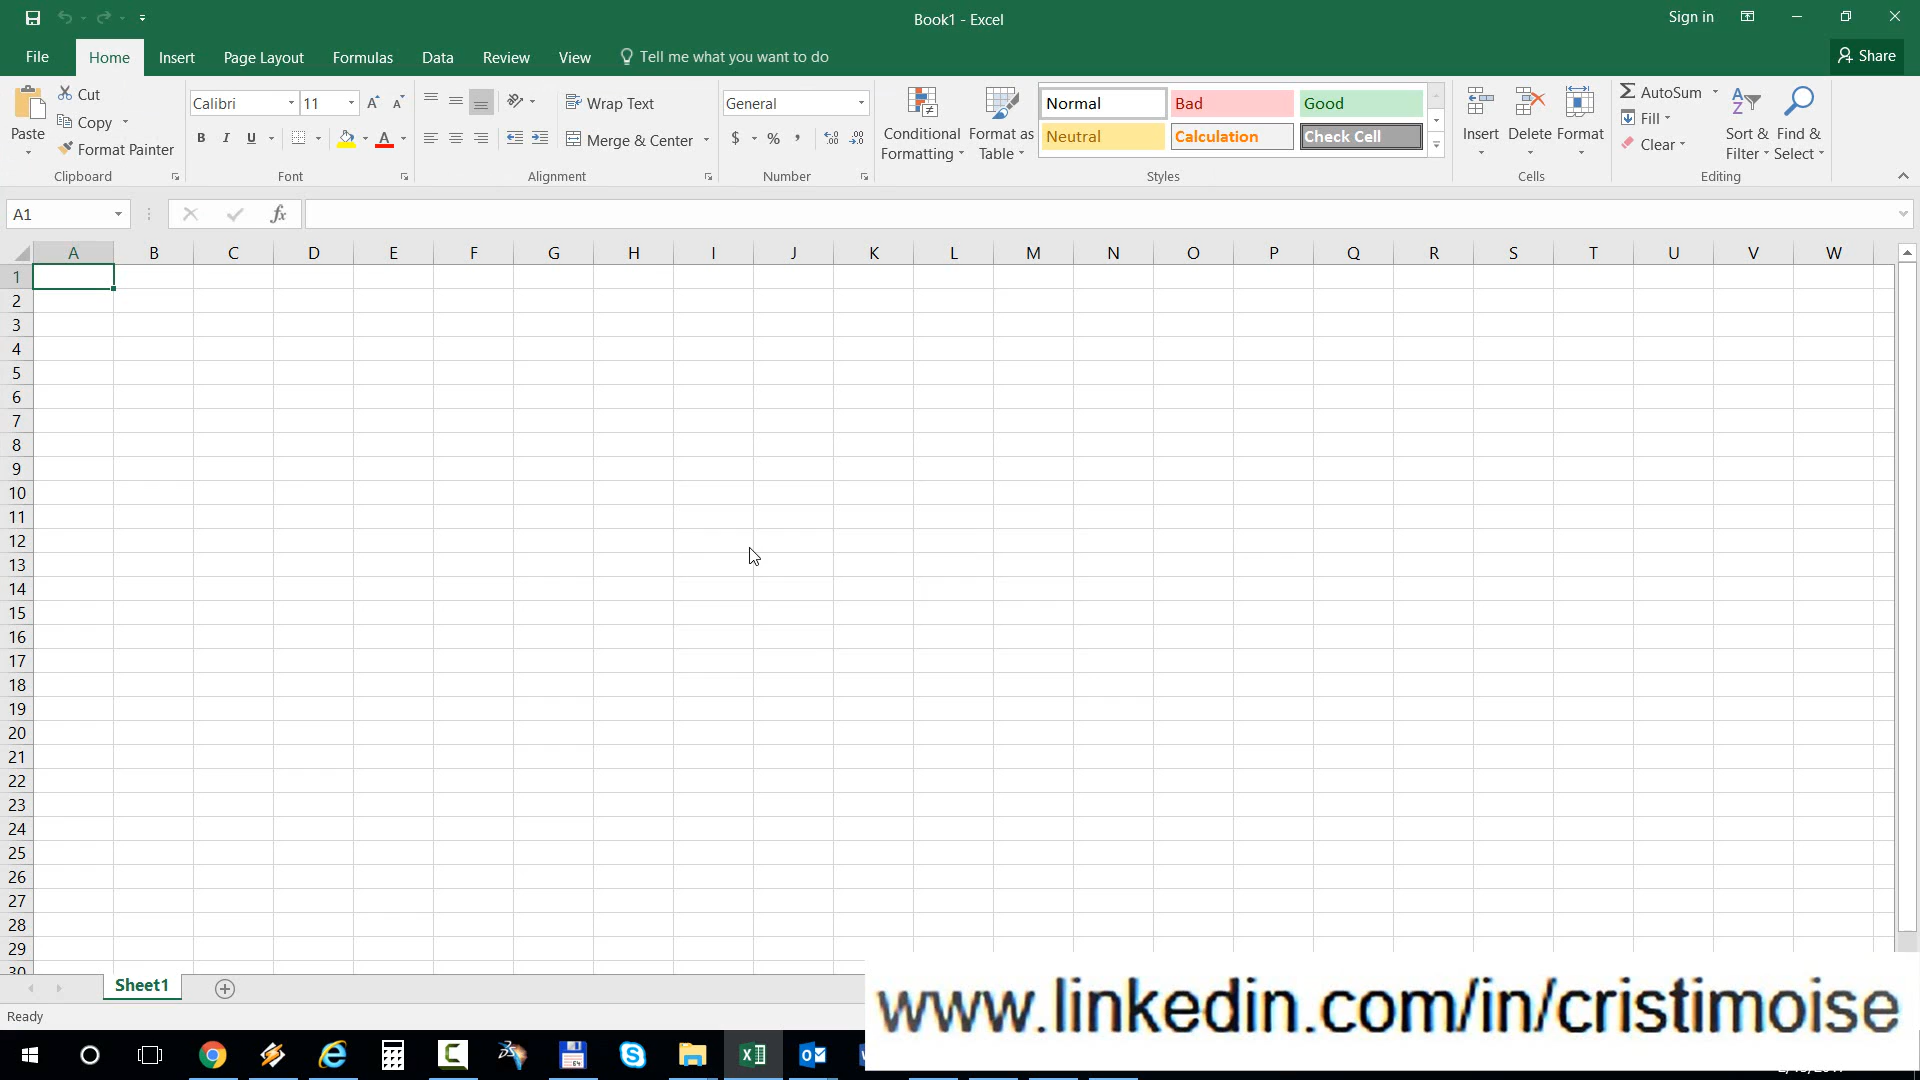 Book1 - Excel
Sign in
File
Home
Insert
Page Layout
Formulas
Data
Review
View
Tell me what you want to do
Share
Paste
Cut
Copy
Format Painter
Clipboard
Calibri
11
B I U
A
Font
Wrap Text
Merge & Center
Alignment
General
$ % ,
Number
Conditional
Formatting
Format as
Table
Normal
Bad
Good
Neutral
Calculation
Check Cell
Styles
Insert
Delete
Format
Cells
AutoSum
Fill
Clear
Sort &
Filter
Find &
Select
Editing
A1
fx
A B C D E F G H I J K L M N O P Q R S T U V W
1
2
3
4
5
6
7
8
9
10
11
12
13
14
15
16
17
18
19
20
21
22
23
24
25
26
27
28
29
30
Sheet1
Ready
www.linkedin.com/in/cristimoise